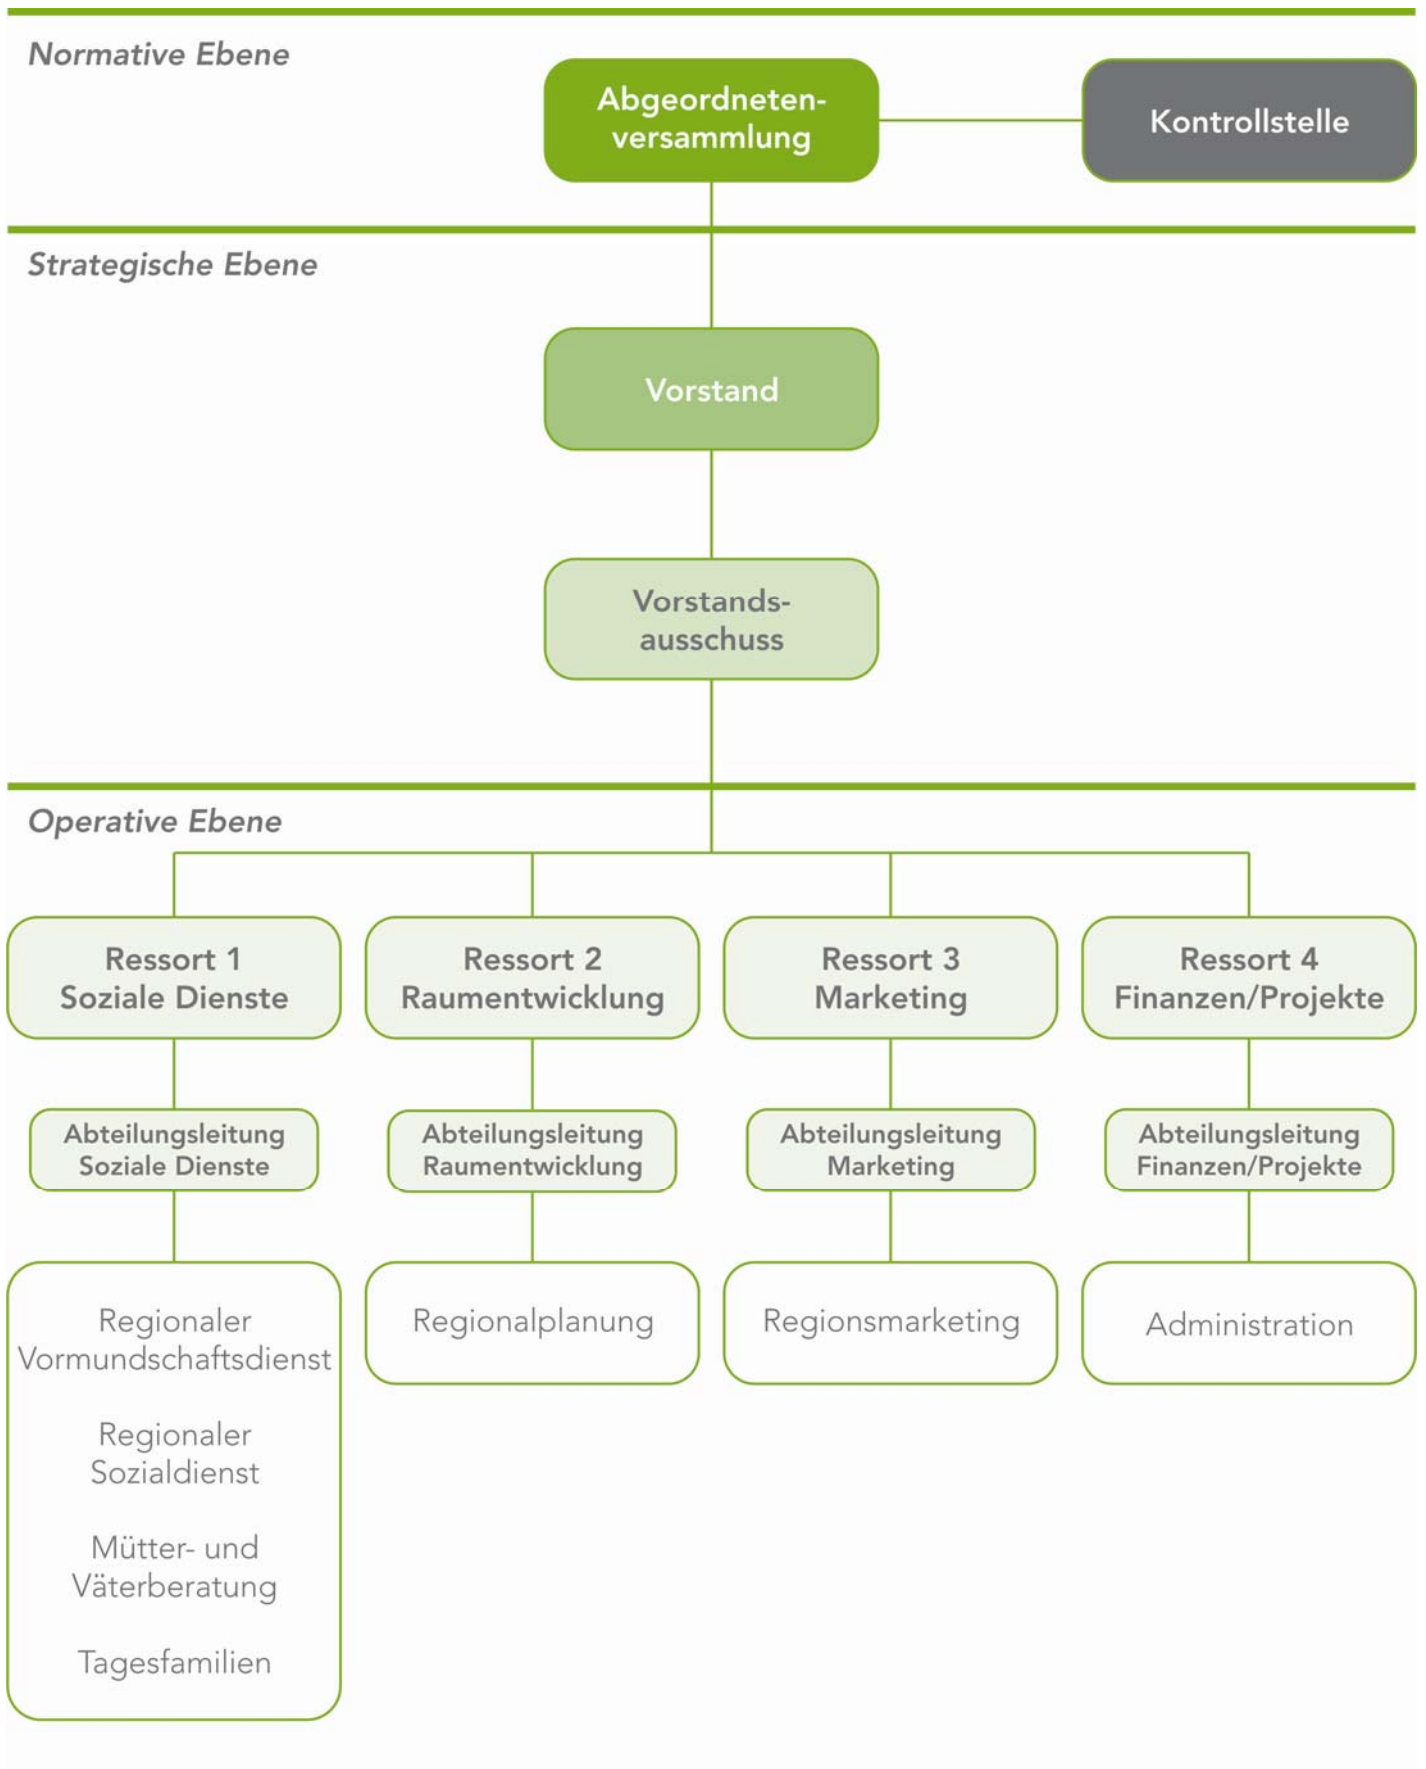 Normative Ebene
Abgeordneten-
versammlung
Kontrollstelle
Strategische Ebene
Vorstand
Vorstands-
ausschuss
Operative Ebene
Ressort 1
Soziale Dienste
Ressort 2
Raumentwicklung
Ressort 3
Marketing
Ressort 4
Finanzen/Projekte
Abteilungsleitung
Soziale Dienste
Abteilungsleitung
Raumentwicklung
Abteilungsleitung
Marketing
Abteilungsleitung
Finanzen/Projekte
Regionaler
Vormundschaftsdienst
Regionaler
Sozialdienst
Mütter- und
Väterberatung
Tagesfamilien
Regionalplanung
Regionsmarketing
Administration